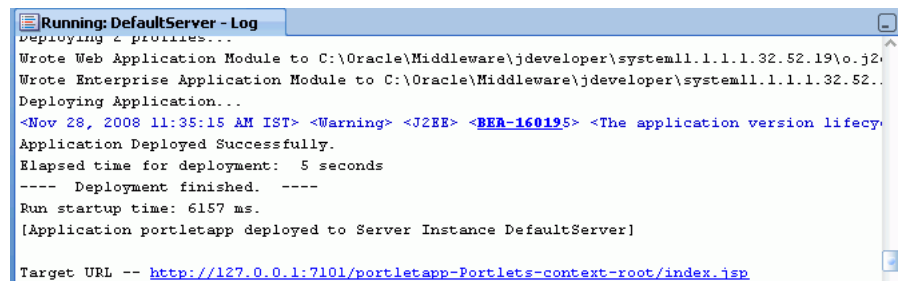 Running: DefaultServer - Log
Deploying 2 profiles...
Wrote Web Application Module to C:\Oracle\Middleware\jdeveloper\system11.1.1.1.32.52.19\o.j2e
Wrote Enterprise Application Module to C:\Oracle\Middleware\jdeveloper\system11.1.1.1.32.52..
Deploying Application...
<Nov 28, 2008 11:35:15 AM IST> <Warning> <J2EE> <BEA-160195> <The application version lifecy
Application Deployed Successfully.
Elapsed time for deployment:  5 seconds
----  Deployment finished.  ----
Run startup time: 6157 ms.
[Application portletapp deployed to Server Instance DefaultServer]
Target URL -- http://127.0.0.1:7101/portletapp-Portlets-context-root/index.jsp